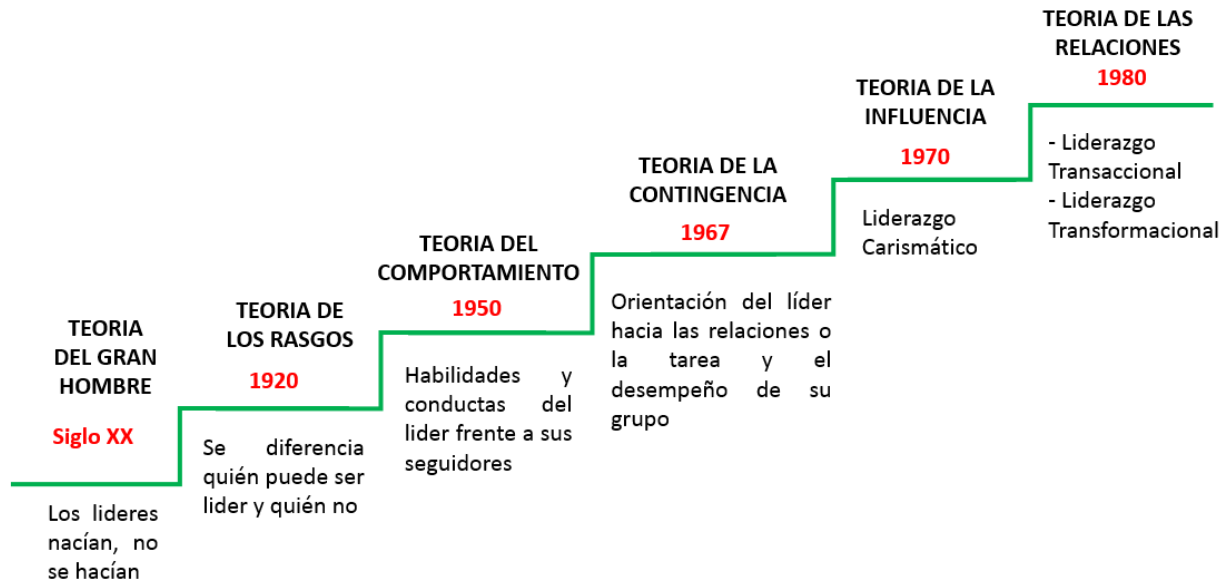 TEORIA
DEL GRAN
HOMBRE
Siglo XX
Los lideres
nacían, no
se hacían
TEORIA DE
LOS RASGOS
1920
Se diferencia
quién puede ser
lider y quién no
TEORIA DEL
COMPORTAMIENTO
1950
Habilidades y
conductas del
lider frente a sus
seguidores
TEORIA DE LA
CONTINGENCIA
1967
Orientación del líder
hacia las relaciones o
la tarea y el
desempeño de su
grupo
TEORIA DE LA
INFLUENCIA
1970
Liderazgo
Carismático
TEORIA DE LAS
RELACIONES
1980
- Liderazgo
Transaccional
- Liderazgo
Transformacional